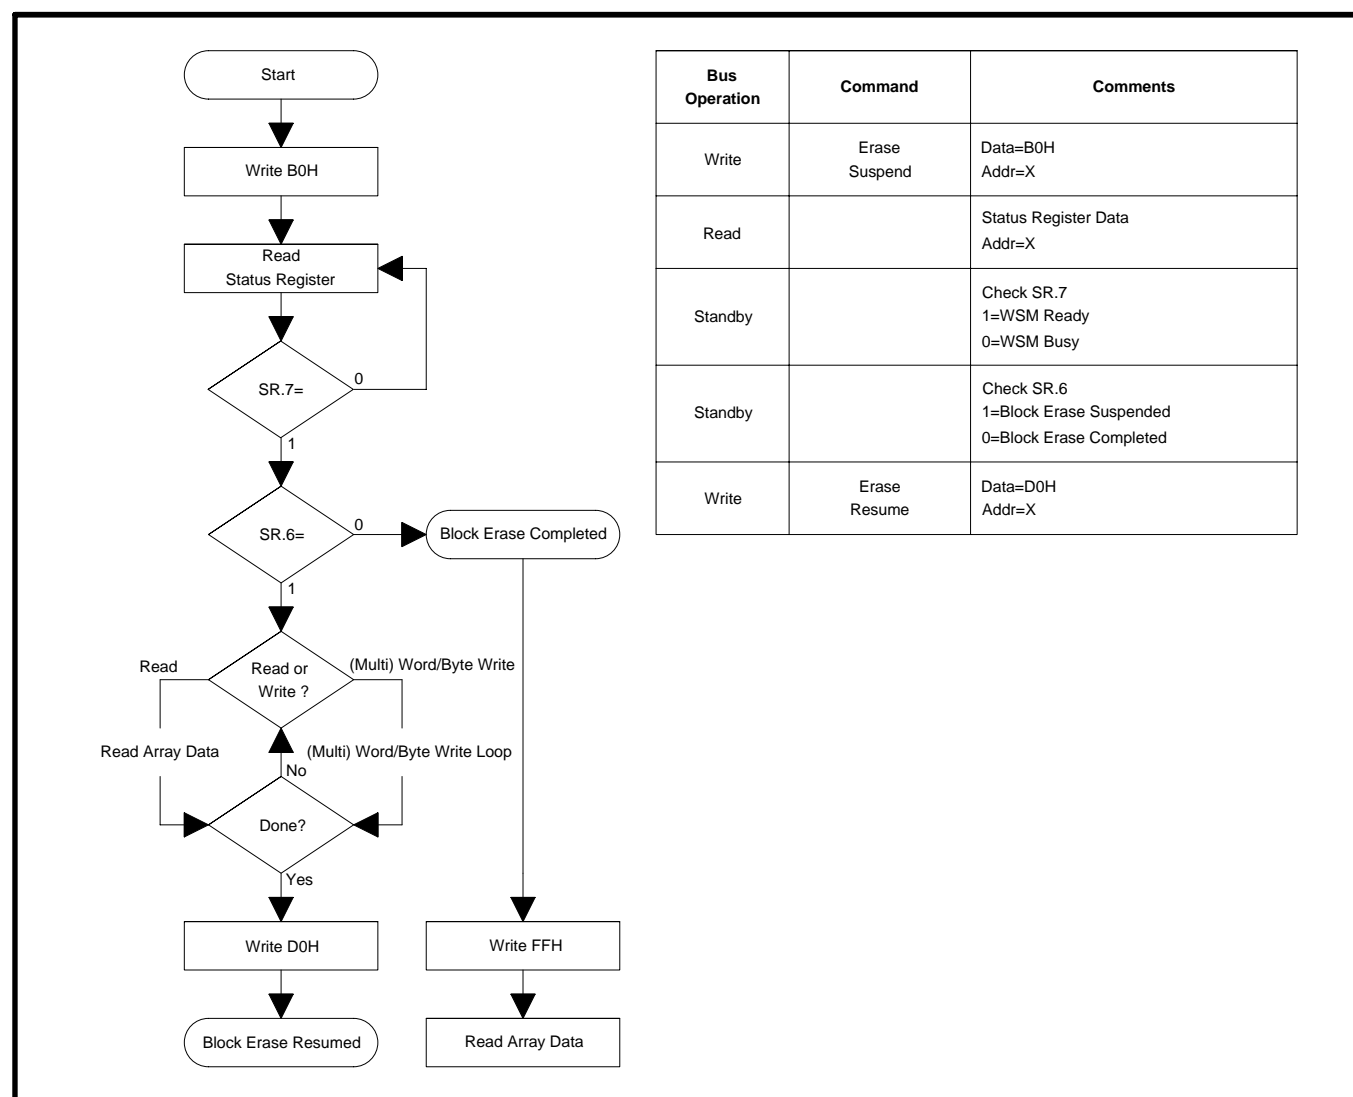 Start
Write B0H
Read
Status Register
SR.7=
0
1
SR.6=
0
Block Erase Completed
1
Read
Read or
Write ?
(Multi) Word/Byte Write
Read Array Data
(Multi) Word/Byte Write Loop
No
Done?
Yes
Write D0H
Write FFH
Block Erase Resumed
Read Array Data
Bus
Operation
Command
Comments
Write
Erase
Suspend
Data=B0H
Addr=X
Read
Status Register Data
Addr=X
Standby
Check SR.7
1=WSM Ready
0=WSM Busy
Standby
Check SR.6
1=Block Erase Suspended
0=Block Erase Completed
Write
Erase
Resume
Data=D0H
Addr=X